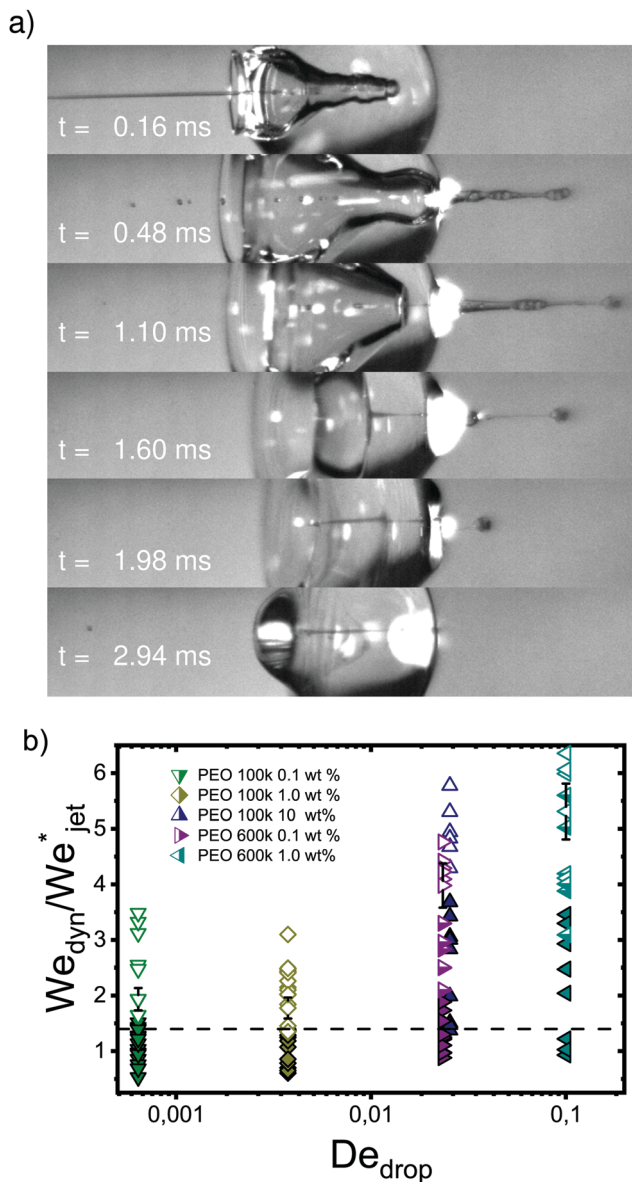 a)
t = 0.16 ms
t = 0.48 ms
t = 1.10 ms
t = 1.60 ms
t = 1.98 ms
t = 2.94 ms
b)
PEO 100k 0.1 wt %
PEO 100k 1.0 wt%
PEO 100k 10 wt%
PEO 600k 0.1 wt %
PEO 600k 1.0 wt%
6
5
4
3
2
1
We_dyn/We*_jet
0,001 0,01 0,1
De_drop